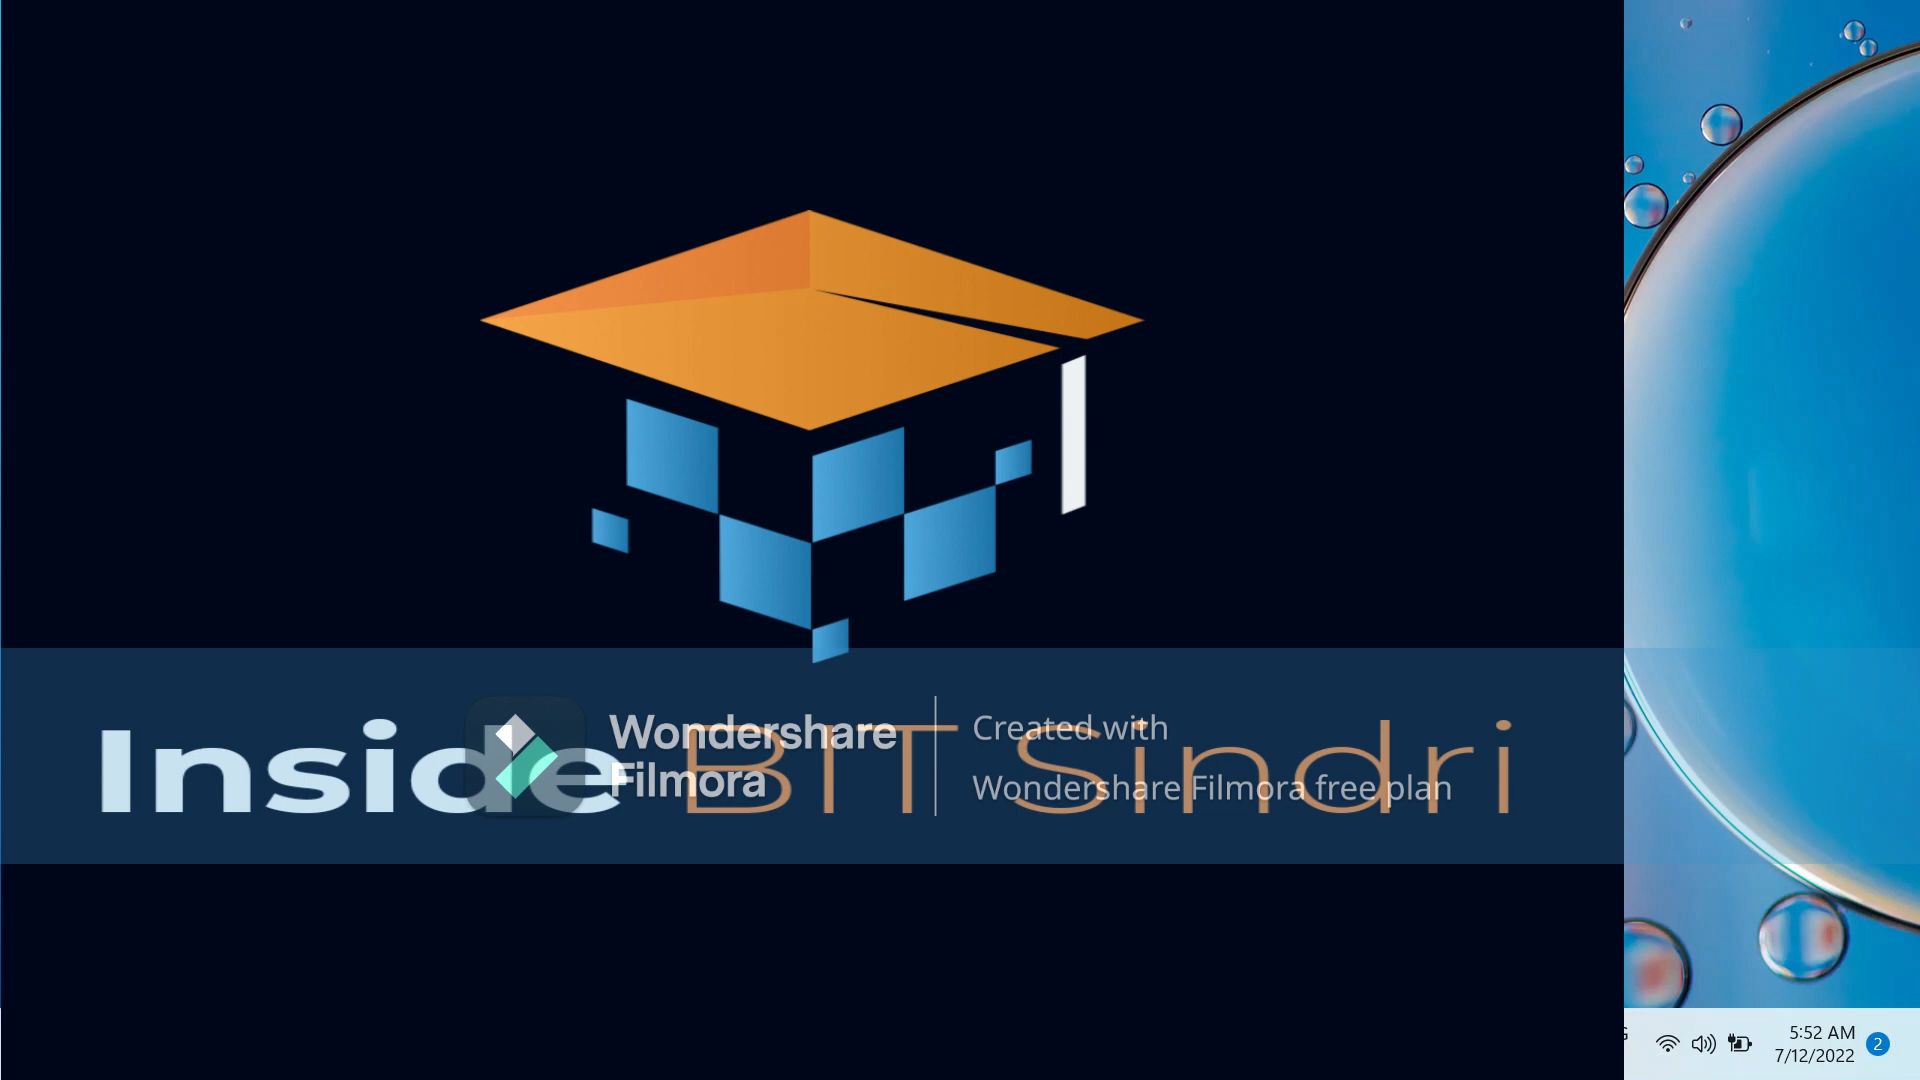 Inside BIT Sindri
Wondershare
Filmora
Created with
Wondershare Filmora free plan
5:52 AM
7/12/2022
2